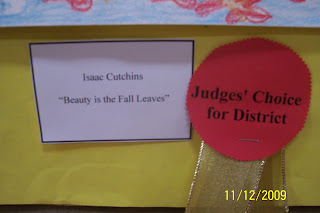 Isaac Cutchins
“Beauty is the Fall Leaves”
Judges' Choice
for District
11/12/2009